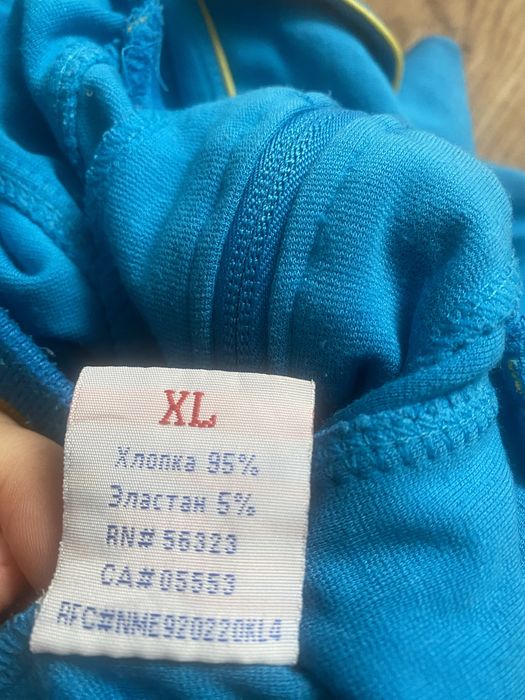 XL
Хлопка 95%
Эластан 5%
RN# 56323
CA#05553
RFC#NME920220KL4